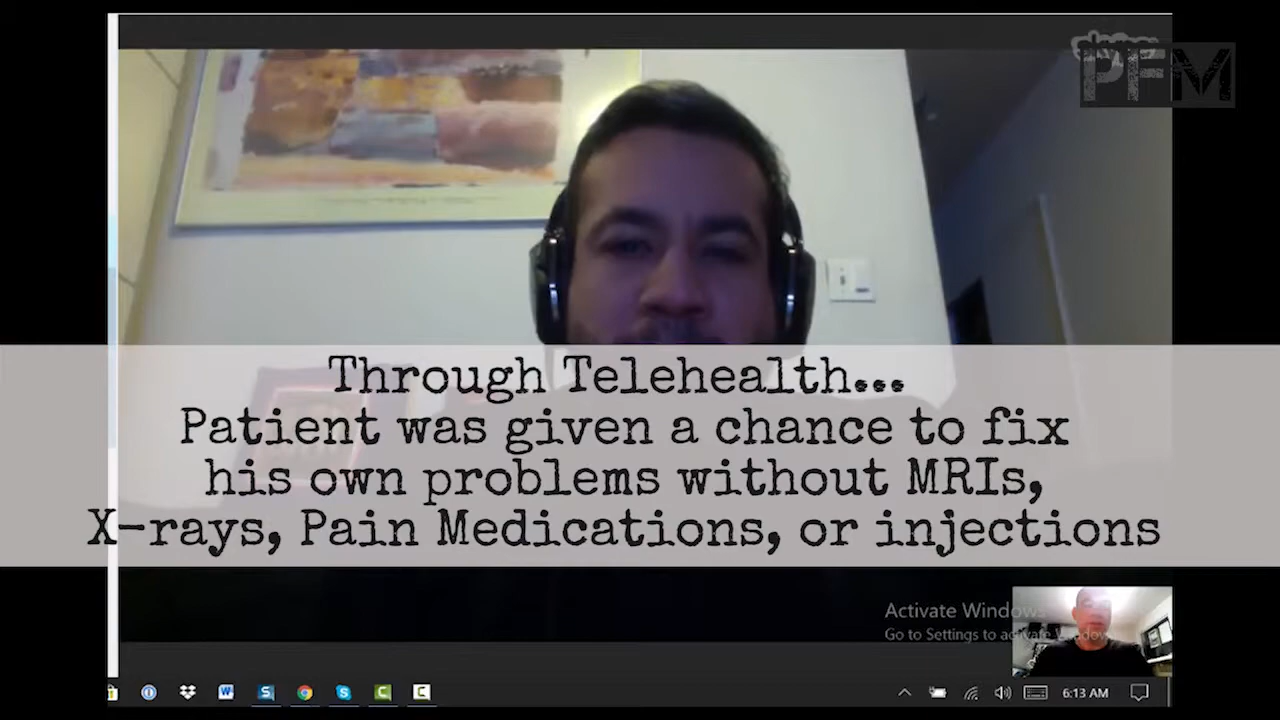 PFM
Through Telehealth...
Patient was given a chance to fix
his own problems without MRIs,
X-rays, Pain Medications, or injections
Activate Windows
Go to Settings to activate Windows.
6:13 AM